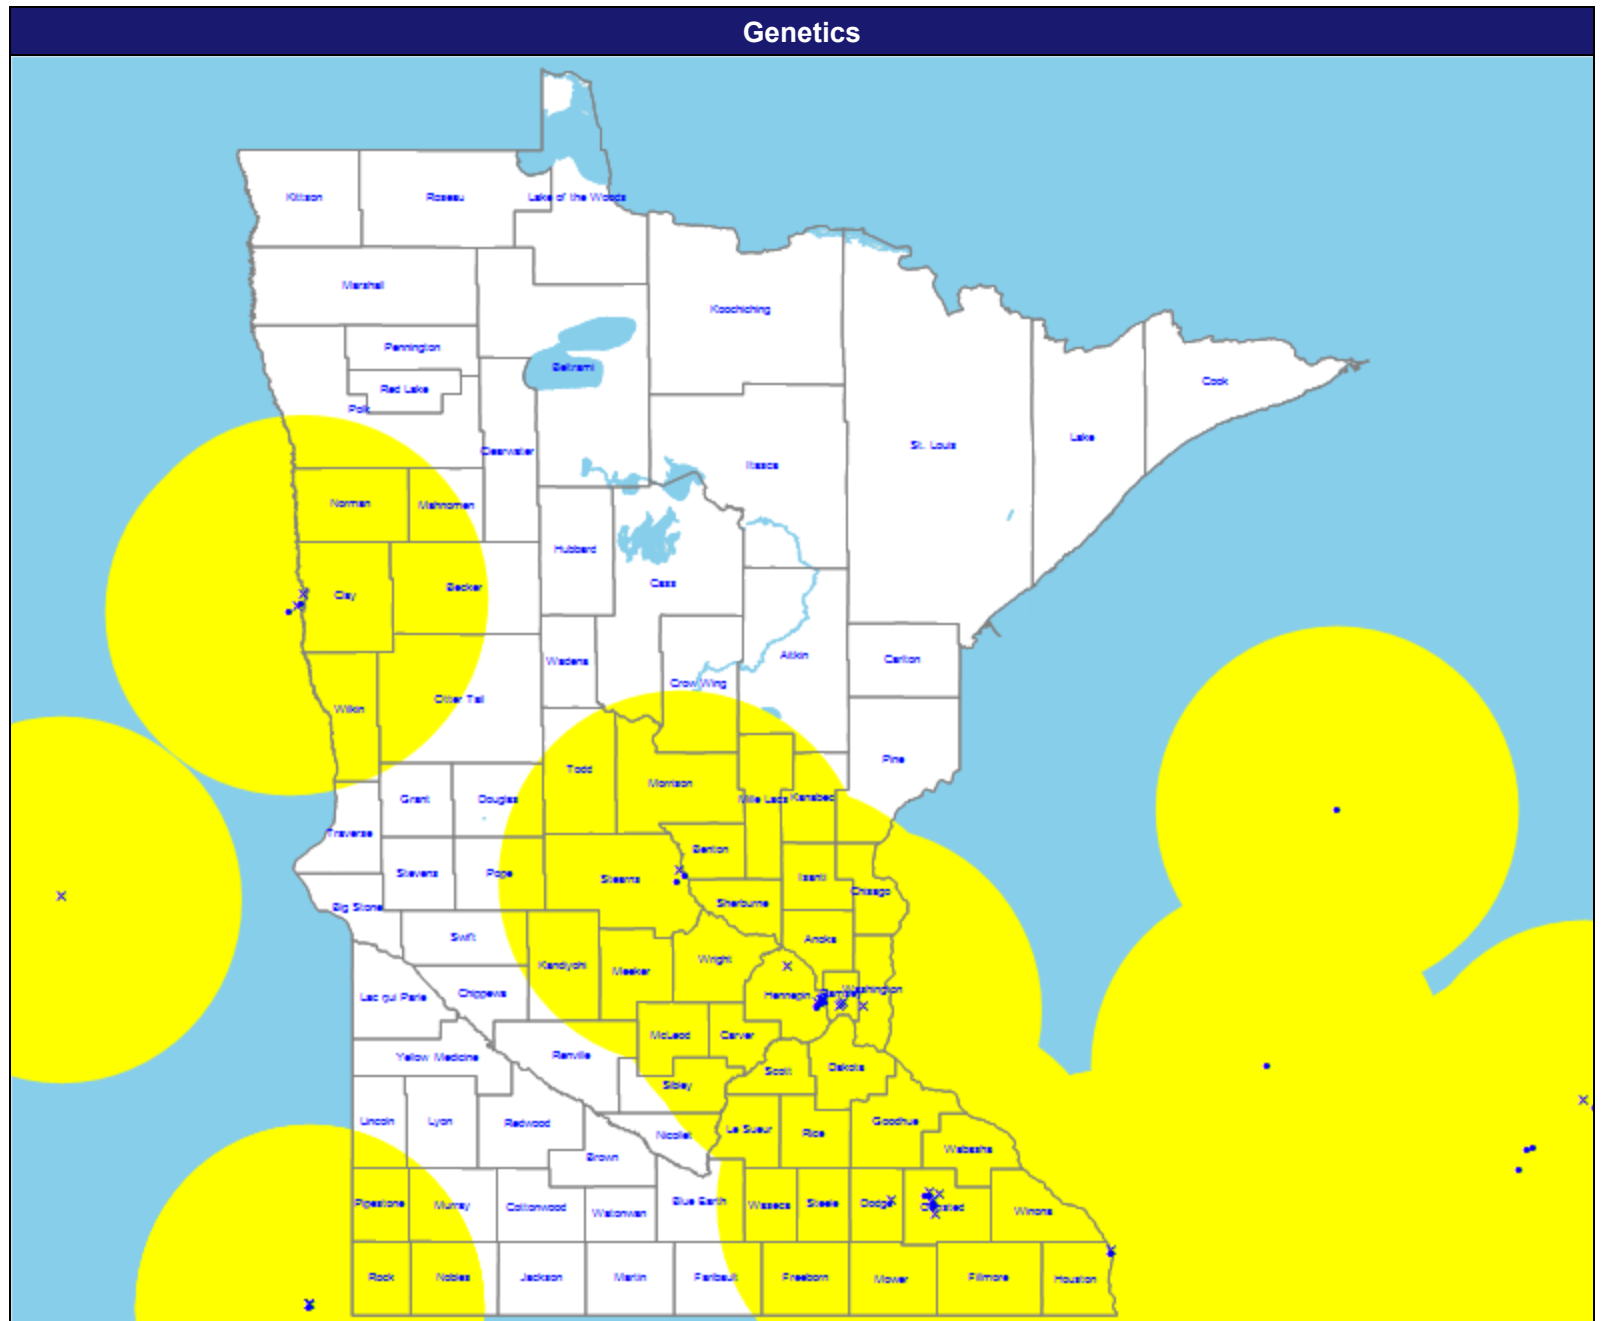 Genetics
Kittson
Roseau
Lake of the Woods
Marshall
Koochiching
Pennington
Beltrami
Red Lake
Cook
Polk
Clearwater
St. Louis
Lake
Itasca
Norman
Mahnomen
Hubbard
Cass
Becker
Clay
Wadena
Aitkin
Carlton
Crow Wing
Otter Tail
Wilkin
Pine
Todd
Morrison
Grant
Douglas
Mille Lacs
Kanabec
Traverse
Benton
Stevens
Pope
Stearns
Isanti
Chisago
Big Stone
Sherburne
Swift
Anoka
Kandiyohi
Meeker
Wright
Lac qui Parle
Chippewa
Hennepin
Ramsey
Washington
McLeod
Carver
Yellow Medicine
Renville
Scott
Dakota
Sibley
Lincoln
Lyon
Redwood
Nicollet
Le Sueur
Rice
Goodhue
Brown
Wabasha
Pipestone
Murray
Cottonwood
Watonwan
Blue Earth
Waseca
Steele
Dodge
Olmsted
Winona
Rock
Nobles
Jackson
Martin
Faribault
Freeborn
Mower
Fillmore
Houston